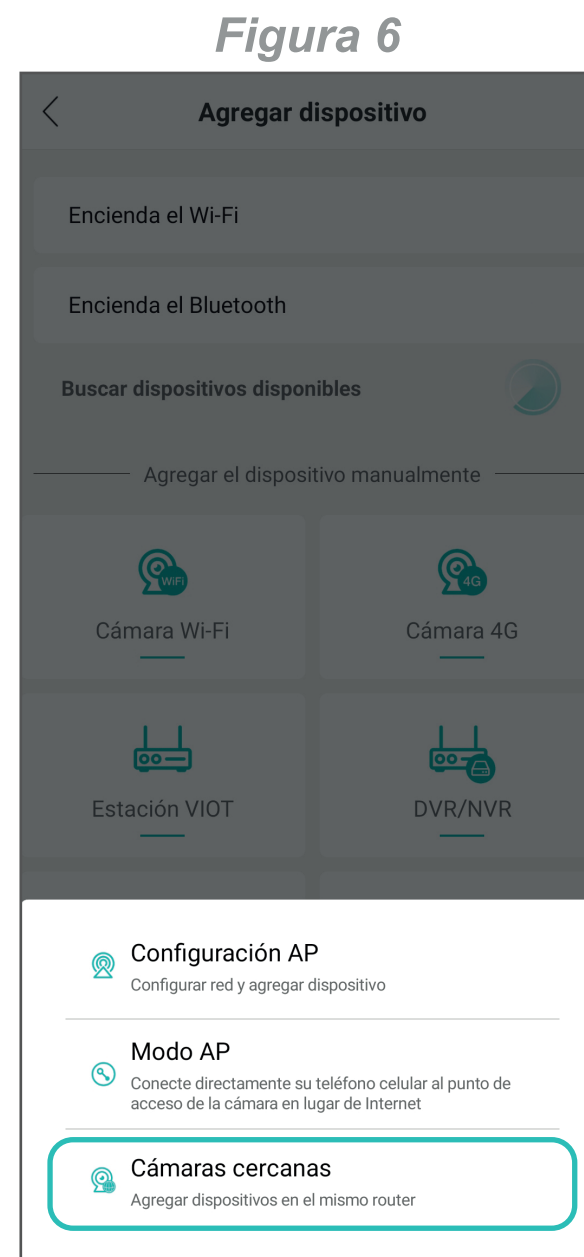 Figura 6
Agregar dispositivo
Encienda el Wi-Fi
Encienda el Bluetooth
Buscar dispositivos disponibles
Agregar el dispositivo manualmente
WiFi
4G
Cámara Wi-Fi
Cámara 4G
Estación VIOT
DVR/NVR
Configuración AP
Configurar red y agregar dispositivo
Modo AP
Conecte directamente su teléfono celular al punto de
acceso de la cámara en lugar de Internet
Cámaras cercanas
Agregar dispositivos en el mismo router